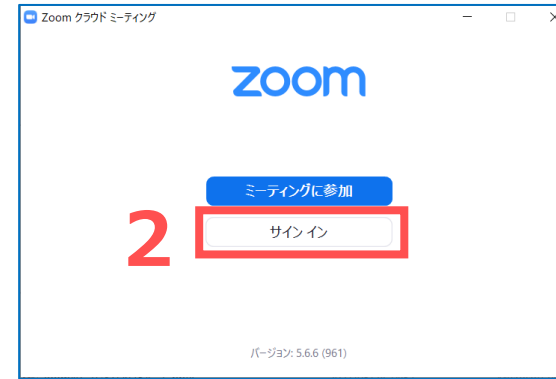 Zoom クラウド ミーティング
zoom
ミーティングに参加
2
サイン イン
バージョン: 5.6.6 (961)